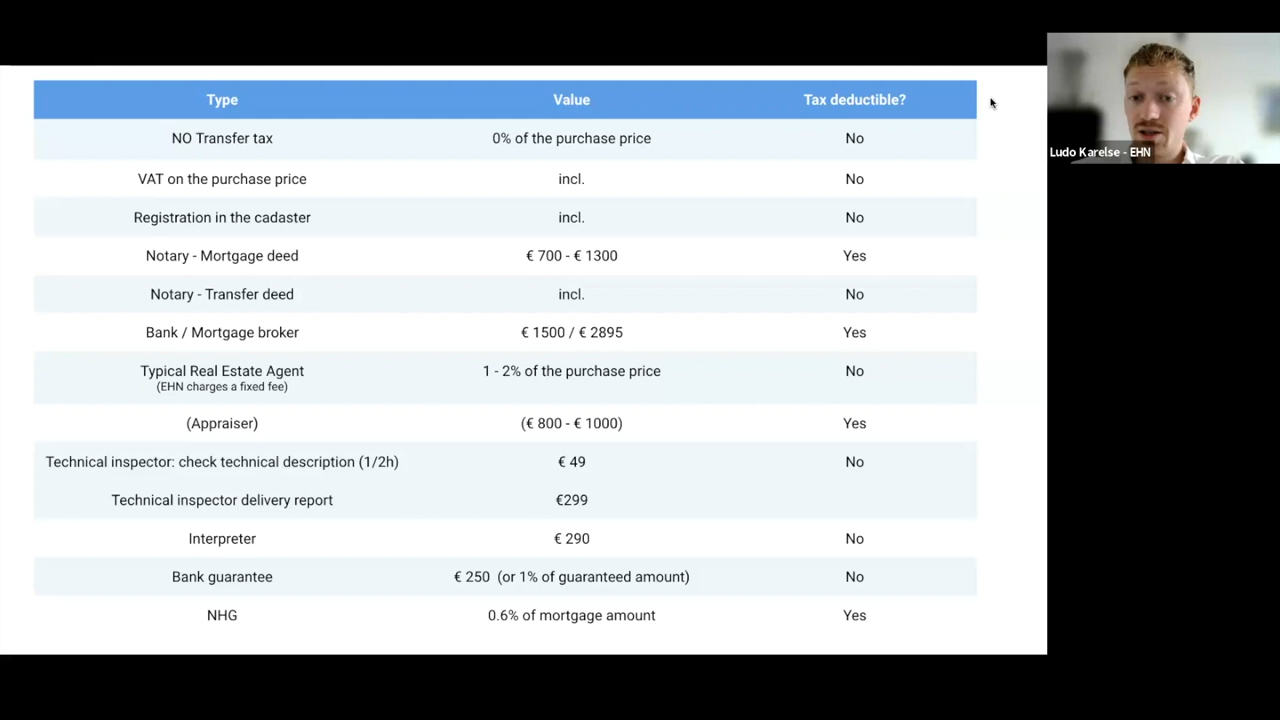 Type Value Tax deductible?
NO Transfer tax 0% of the purchase price No
VAT on the purchase price incl. No
Registration in the cadaster incl. No
Notary - Mortgage deed € 700 - € 1300 Yes
Notary - Transfer deed incl. No
Bank / Mortgage broker € 1500 / € 2895 Yes
Typical Real Estate Agent 1 - 2% of the purchase price No
(EHN charges a fixed fee)
(Appraiser) (€ 800 - € 1000) Yes
Technical inspector: check technical description (1/2h) € 49 No
Technical inspector delivery report €299
Interpreter € 290 No
Bank guarantee € 250 (or 1% of guaranteed amount) No
NHG 0.6% of mortgage amount Yes
Ludo Karelse - EHN